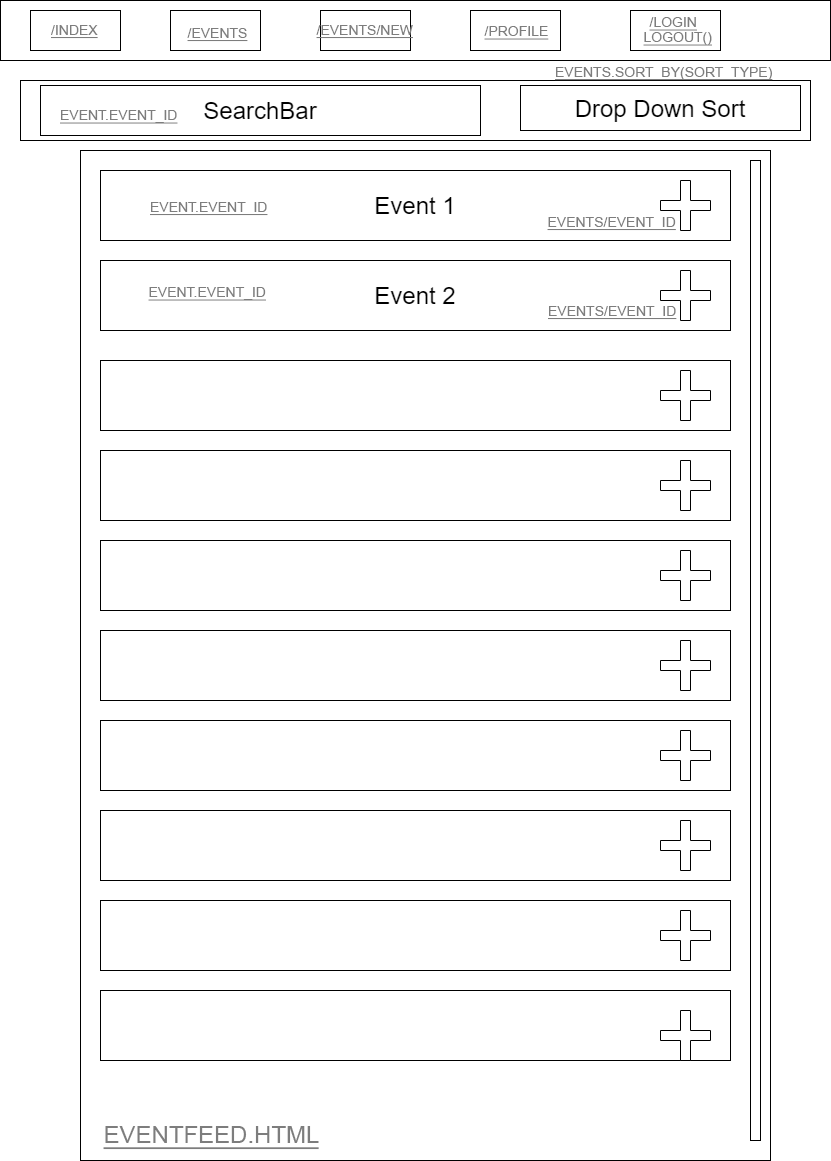 /INDEX
/EVENTS
/EVENTS/NEW
/PROFILE
/LOGIN
LOGOUT()
EVENTS.SORT_BY(SORT_TYPE)
EVENT.EVENT_ID
SearchBar
Drop Down Sort
EVENT.EVENT_ID
Event 1
EVENTS/EVENT_ID
EVENT.EVENT_ID
Event 2
EVENTS/EVENT_ID
EVENTFEED.HTML